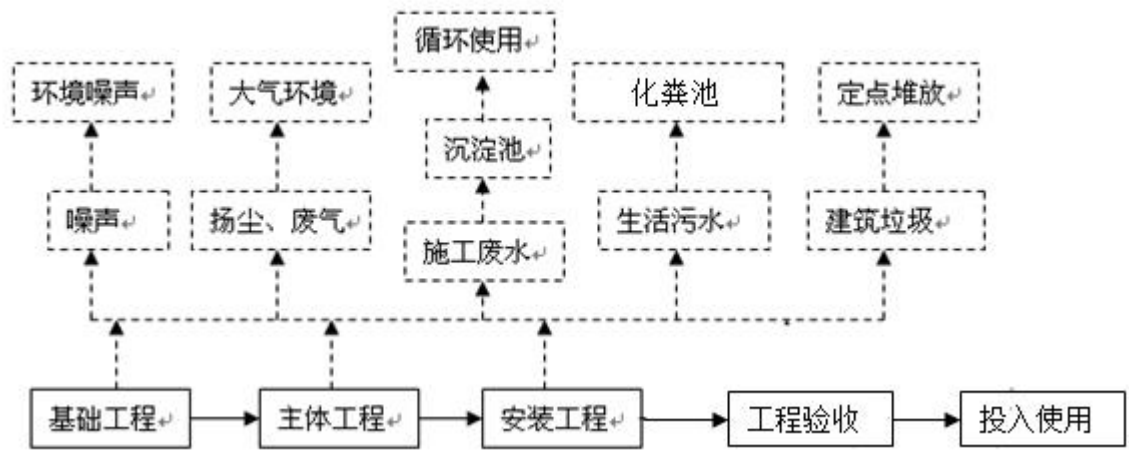 循环使用
环境噪声
大气环境
化粪池
定点堆放
沉淀池
噪声
扬尘、废气
生活污水
建筑垃圾
施工废水
基础工程
主体工程
安装工程
工程验收
投入使用